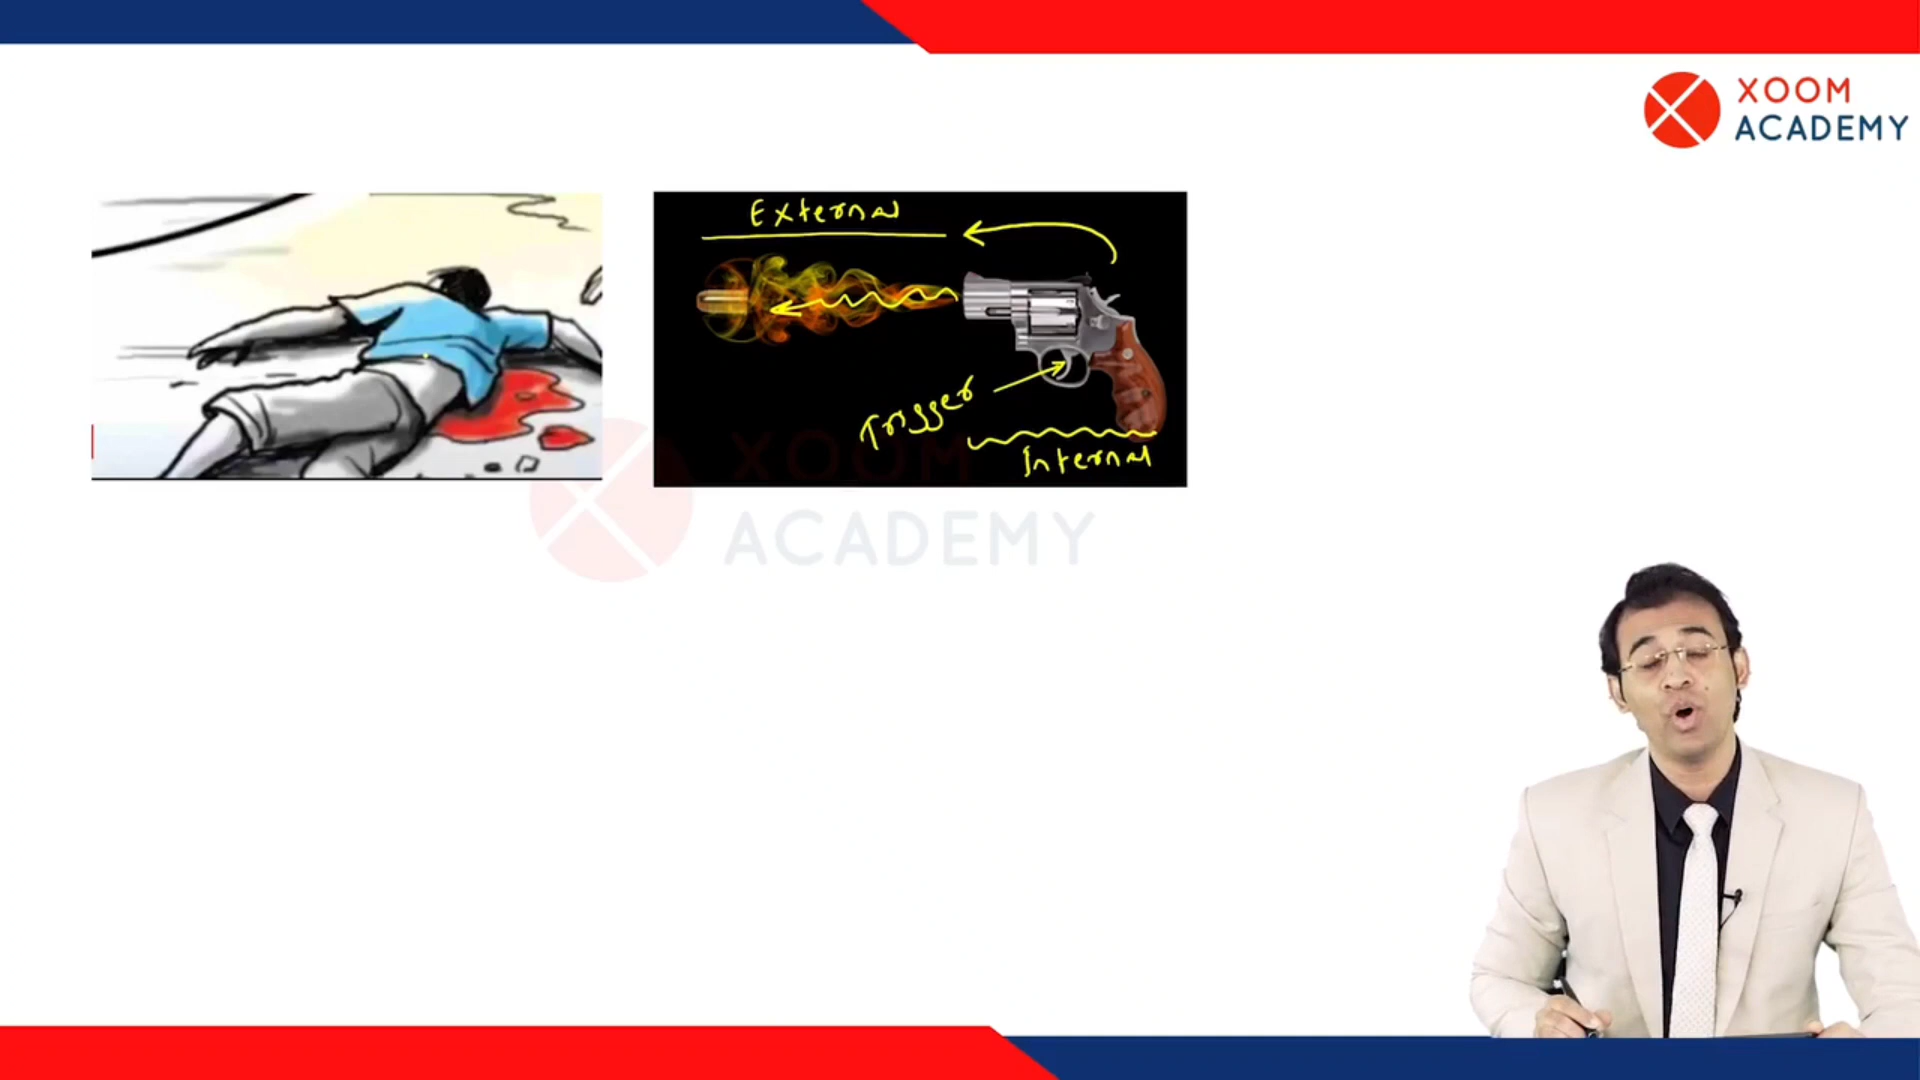 XOOM
ACADEMY
External
Trigger
Internal
XOOM
ACADEMY